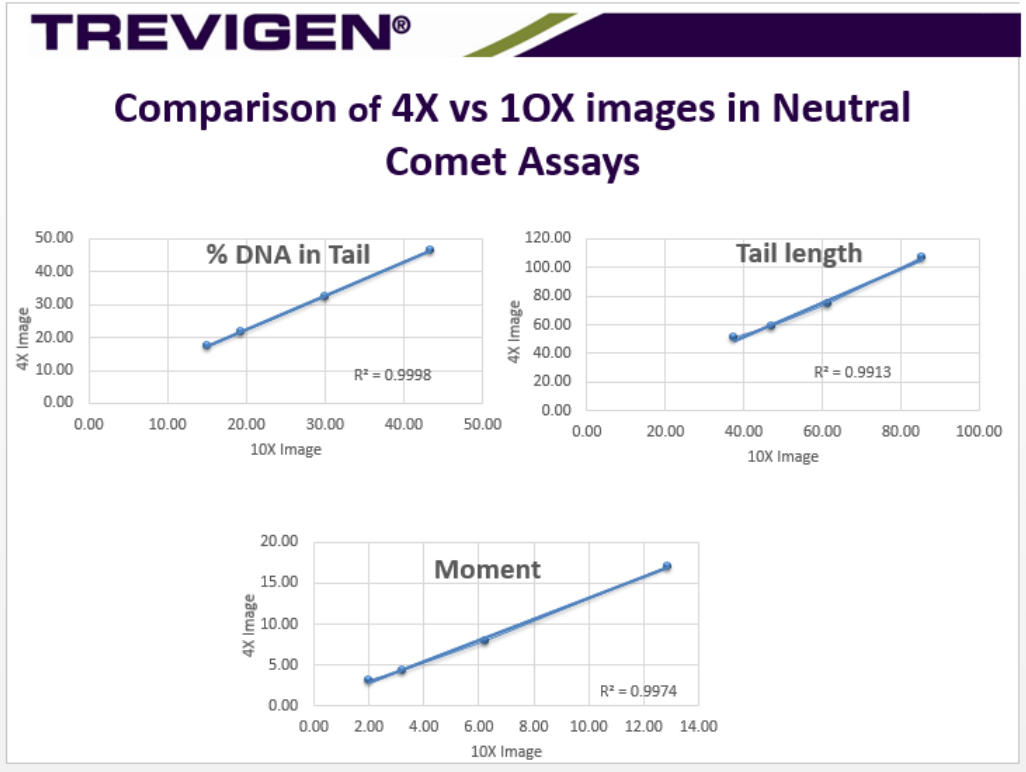 TREVIGEN®
Comparison of 4X vs 1OX images in Neutral
Comet Assays
% DNA in Tail
50.00
40.00
30.00
20.00
10.00
0.00
4X Image
R² = 0.9998
0.00 10.00 20.00 30.00 40.00 50.00
10X Image
Tail length
120.00
100.00
80.00
60.00
40.00
20.00
0.00
4X Image
R² = 0.9913
0.00 20.00 40.00 60.00 80.00 100.00
10X Image
Moment
20.00
15.00
10.00
5.00
0.00
4X Image
R² = 0.9974
0.00 2.00 4.00 6.00 8.00 10.00 12.00 14.00
10X Image